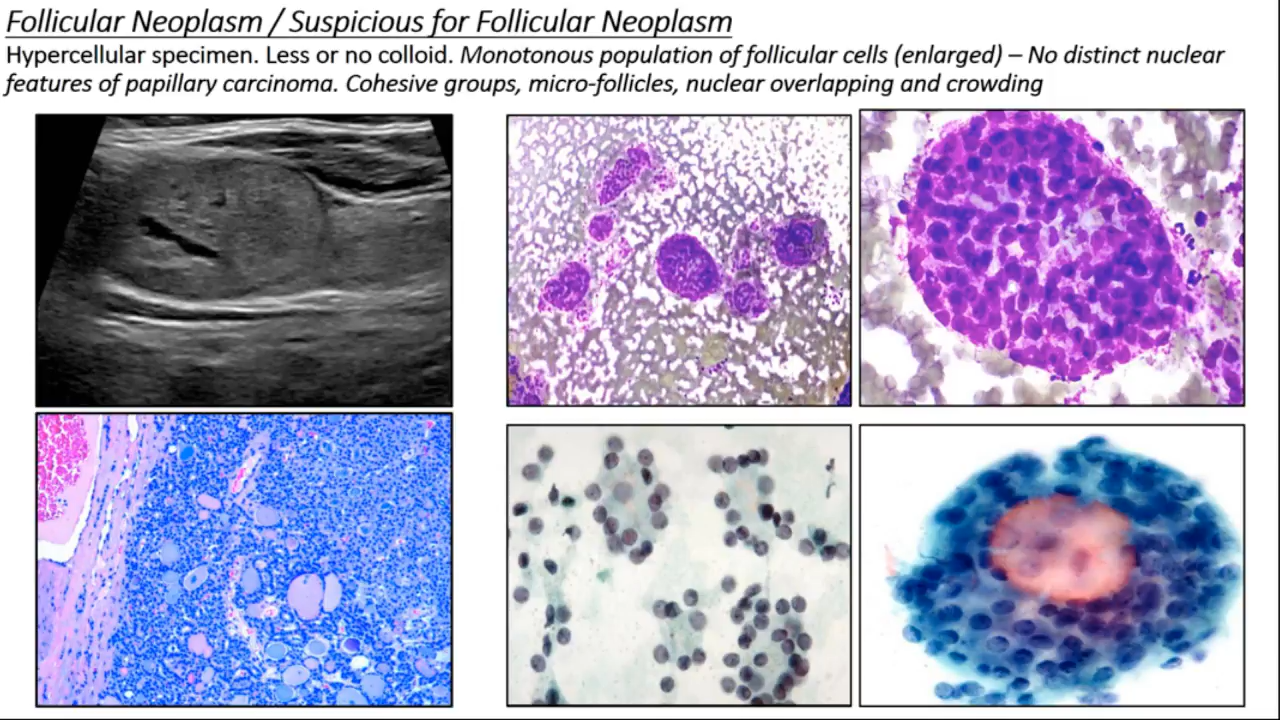 Follicular Neoplasm / Suspicious for Follicular Neoplasm
Hypercellular specimen. Less or no colloid. Monotonous population of follicular cells (enlarged) – No distinct nuclear
features of papillary carcinoma. Cohesive groups, micro-follicles, nuclear overlapping and crowding